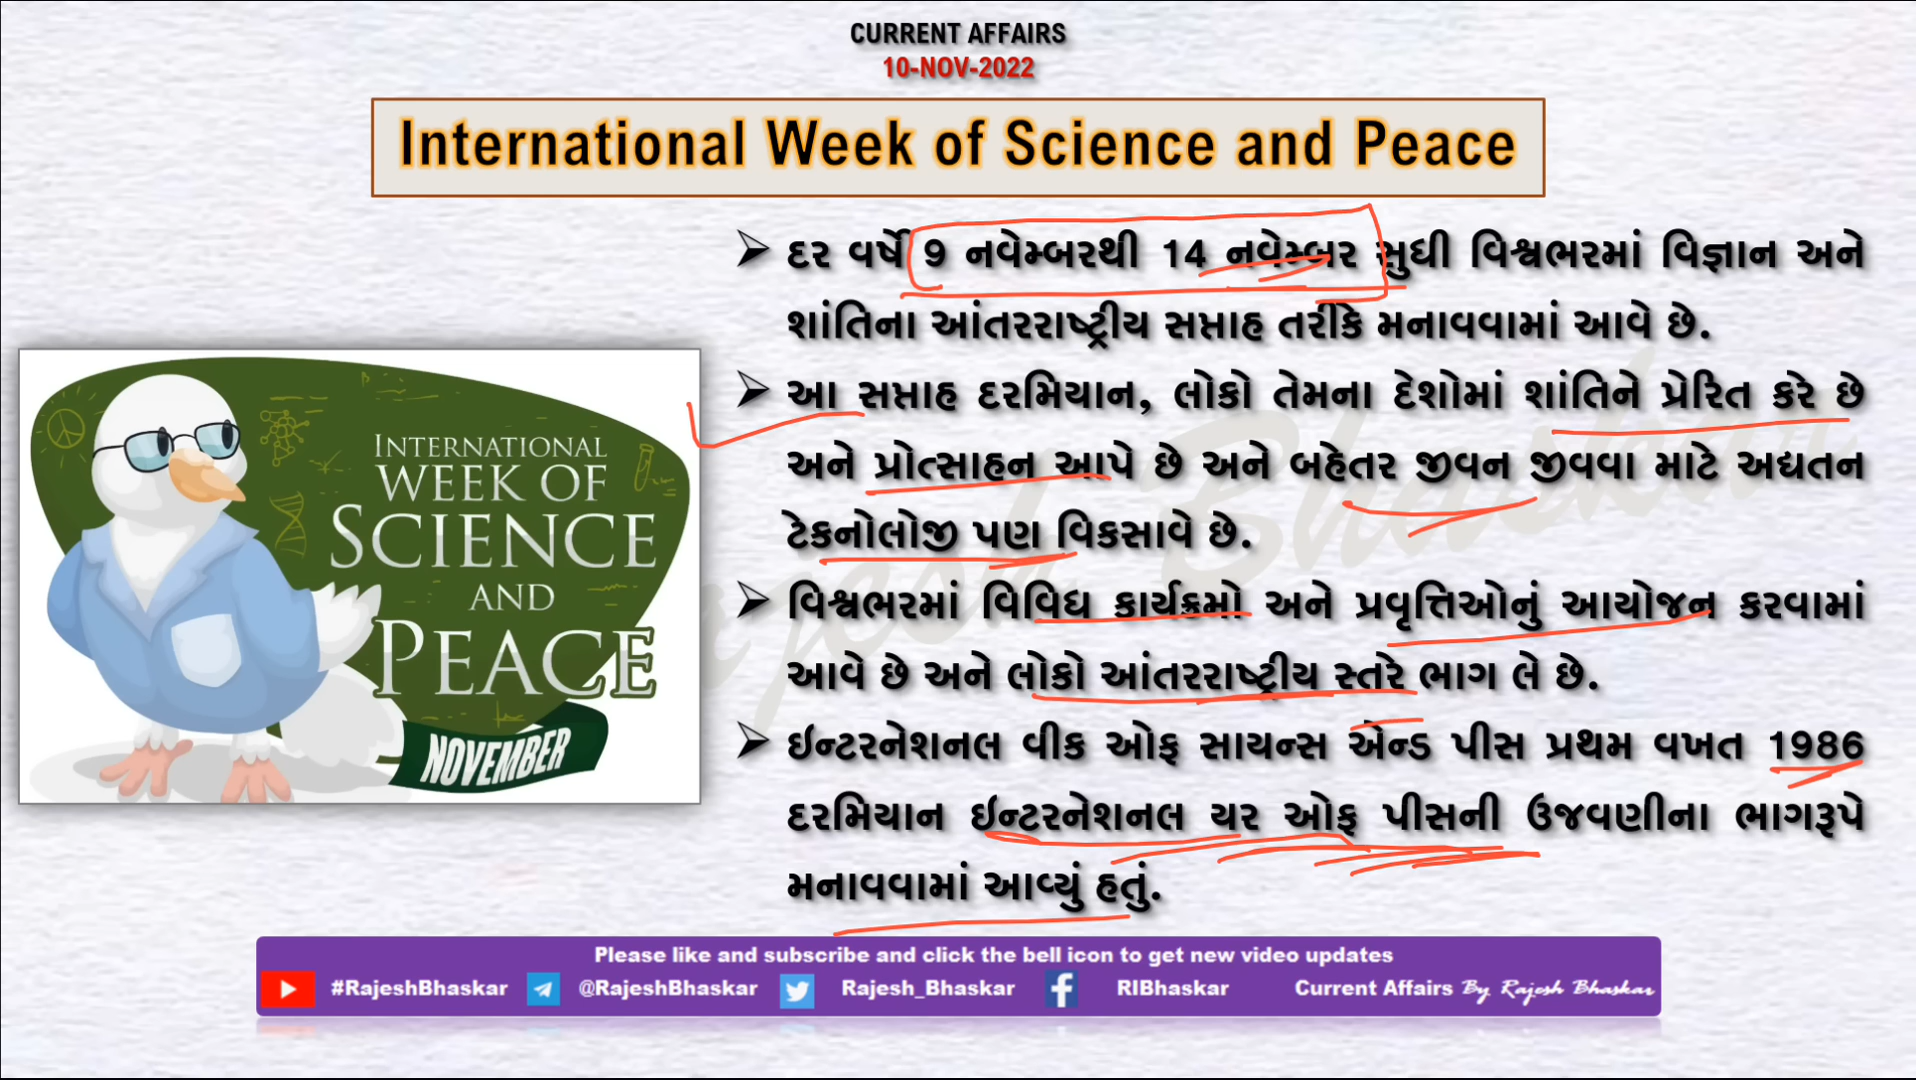 CURRENT AFFAIRS
10-NOV-2022
International Week of Science and Peace
દર વર્ષે 9 નવેમ્બરથી 14 નવેમ્બર સુધી વિશ્વભરમાં વિજ્ઞાન અને
શાંતિના આંતરરાષ્ટ્રીય સપ્તાહ તરીકે મનાવવામાં આવે છે.
આ સપ્તાહ દરમિયાન, લોકો તેમના દેશોમાં શાંતિને પ્રેરિત કરે છે
અને પ્રોત્સાહન આપે છે અને બહેતર જીવન જીવવા માટે અદ્યતન
ટેકનોલોજી પણ વિકસાવે છે.
વિશ્વભરમાં વિવિધ કાર્યક્રમો અને પ્રવૃત્તિઓનું આયોજન કરવામાં
આવે છે અને લોકો આંતરરાષ્ટ્રીય સ્તરે ભાગ લે છે.
ઇન્ટરનેશનલ વીક ઓફ સાયન્સ એન્ડ પીસ પ્રથમ વખત 1986
દરમિયાન ઇન્ટરનેશનલ યર ઓફ પીસની ઉજવણીના ભાગરૂપે
મનાવવામાં આવ્યું હતું.
INTERNATIONAL
WEEK OF
SCIENCE
AND
PEACE
NOVEMBER
Please like and subscribe and click the bell icon to get new video updates
#RajeshBhaskar @RajeshBhaskar Rajesh_Bhaskar RIBhaskar Current Affairs By Rajesh Bhaskar